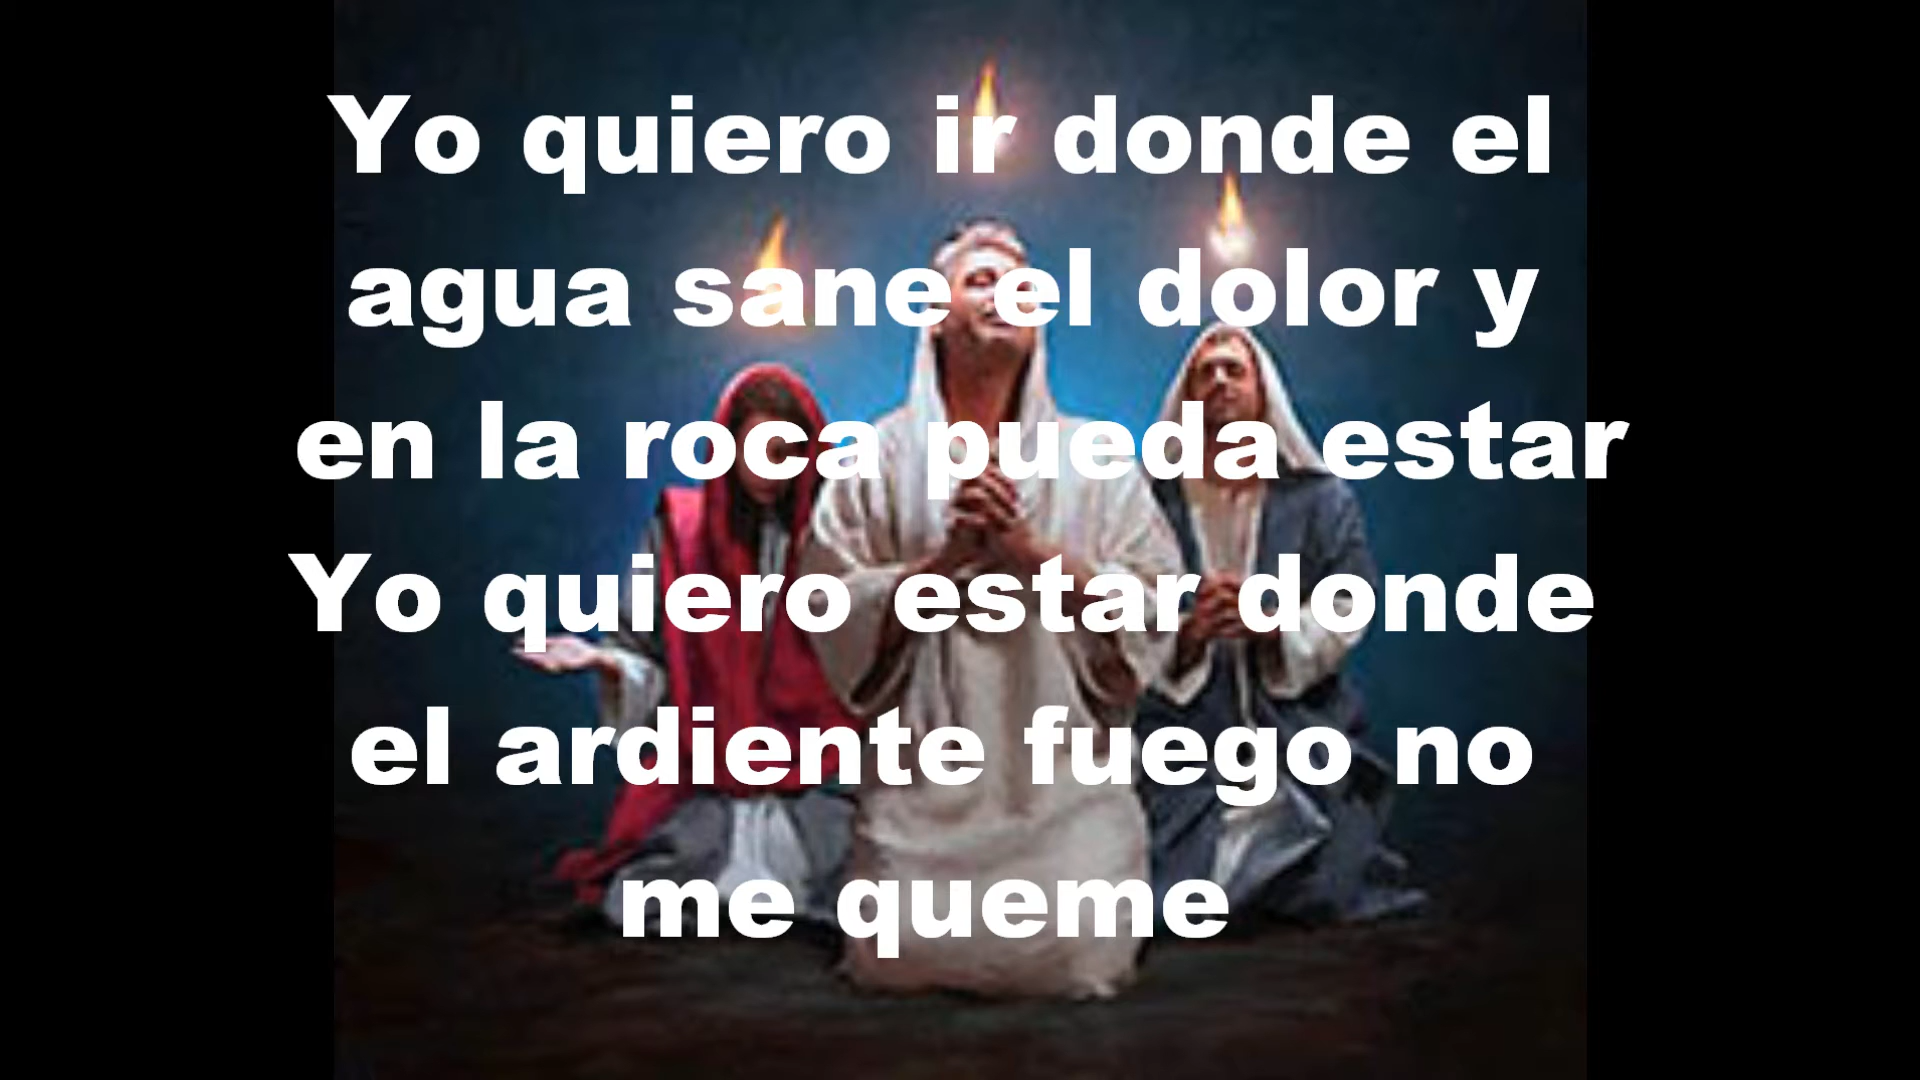 Yo quiero ir donde el
agua sane el dolor y
en la roca pueda estar
Yo quiero estar donde
el ardiente fuego no
me queme